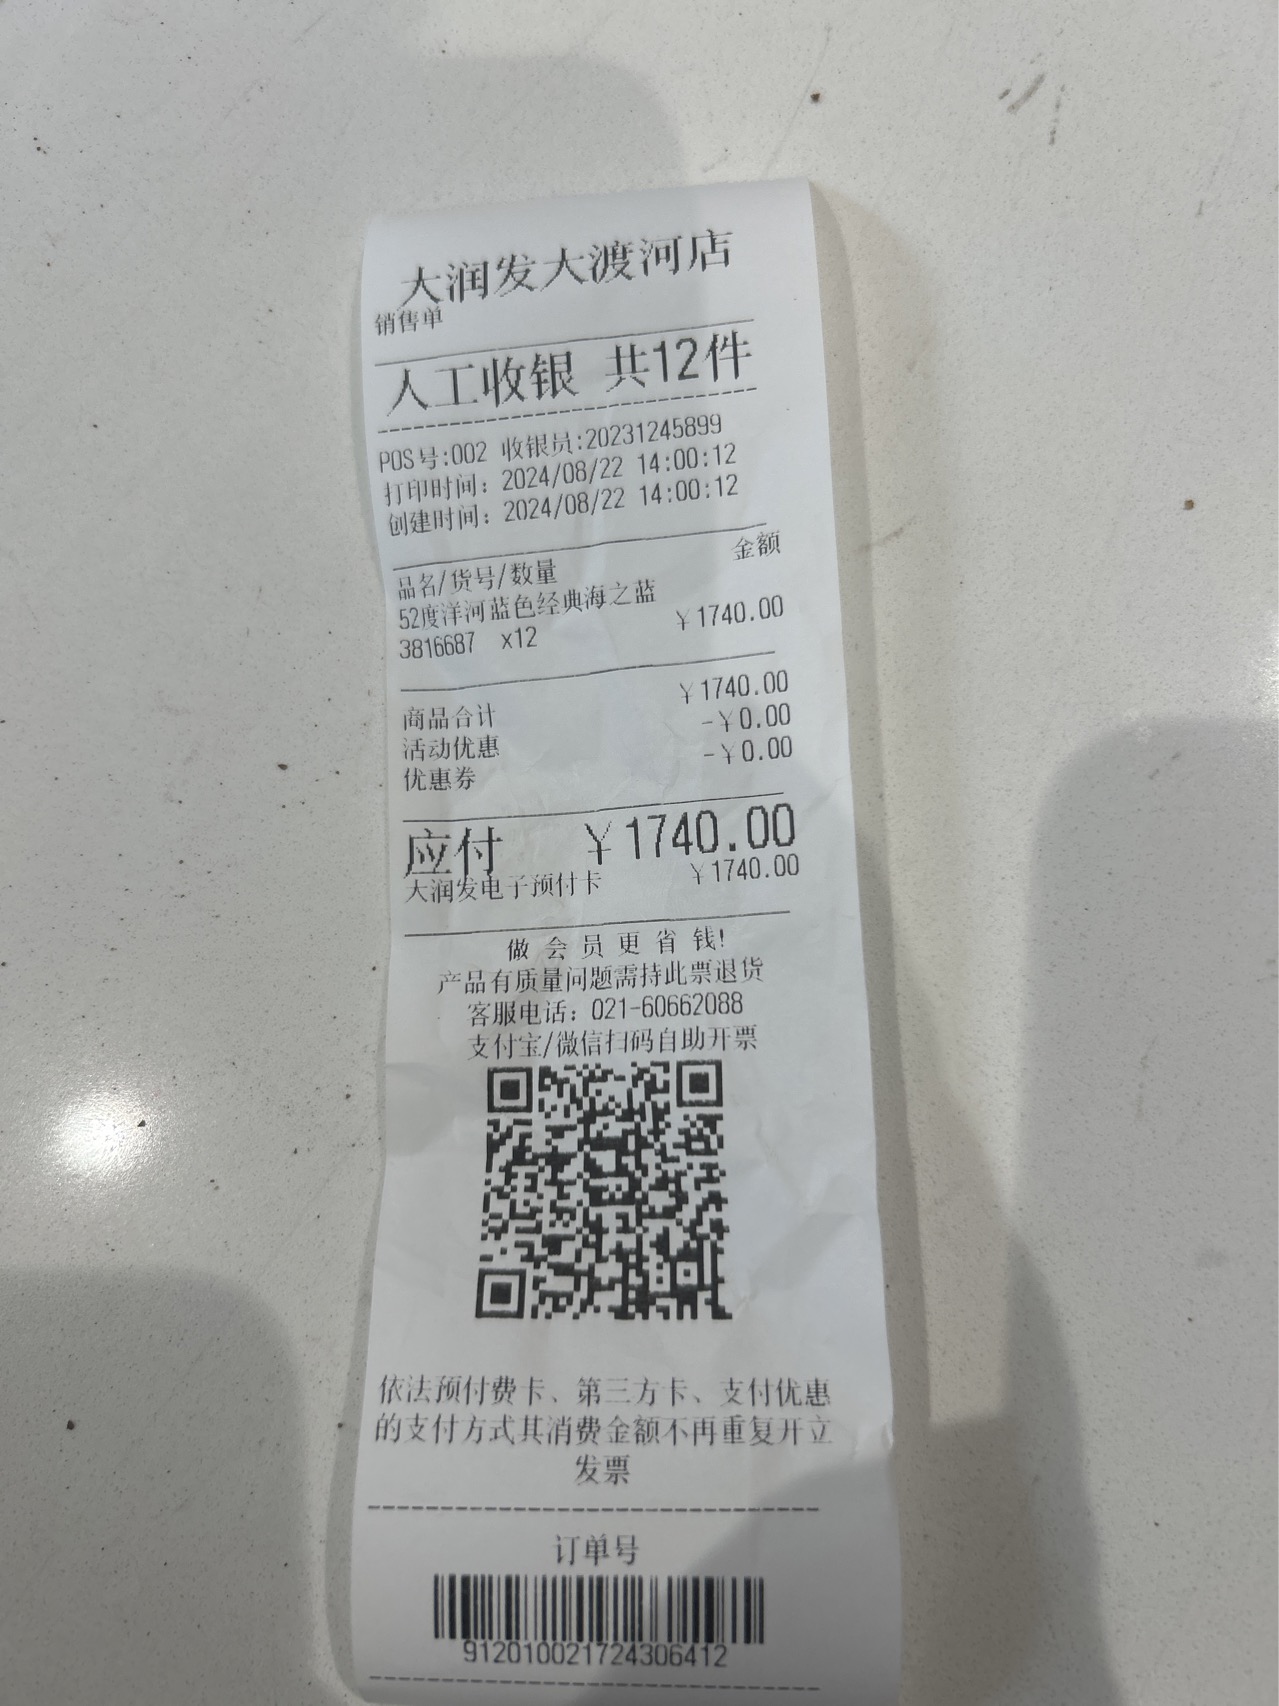 大润发大渡河店
销售单
人工收银 共12件
POS号:002 收银员:20231245899
打印时间：2024/08/22 14:00:12
创建时间：2024/08/22 14:00:12
品名/货号/数量 金额
52度洋河蓝色经典海之蓝
3816687 x12 ¥1740.00
商品合计 ¥1740.00
活动优惠 -¥0.00
优惠券 -¥0.00
应付 ¥1740.00
大润发电子预付卡 ¥1740.00
做会员更省钱!
产品有质量问题需持此票退货
客服电话：021-60662088
支付宝/微信扫码自助开票
依法预付费卡、第三方卡、支付优惠
的支付方式其消费金额不再重复开立
发票
订单号
912010021724306412